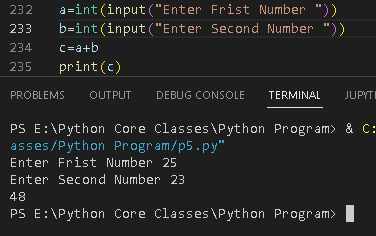 232 a=int(input("Enter Frist Number "))
233 b=int(input("Enter Second Number "))
234 c=a+b
235 print(c)
PROBLEMS OUTPUT DEBUG CONSOLE TERMINAL JUPYT
PS E:\Python Core Classes\Python Program> & C:
asses/Python Program/p5.py"
Enter Frist Number 25
Enter Second Number 23
48
PS E:\Python Core Classes\Python Program>